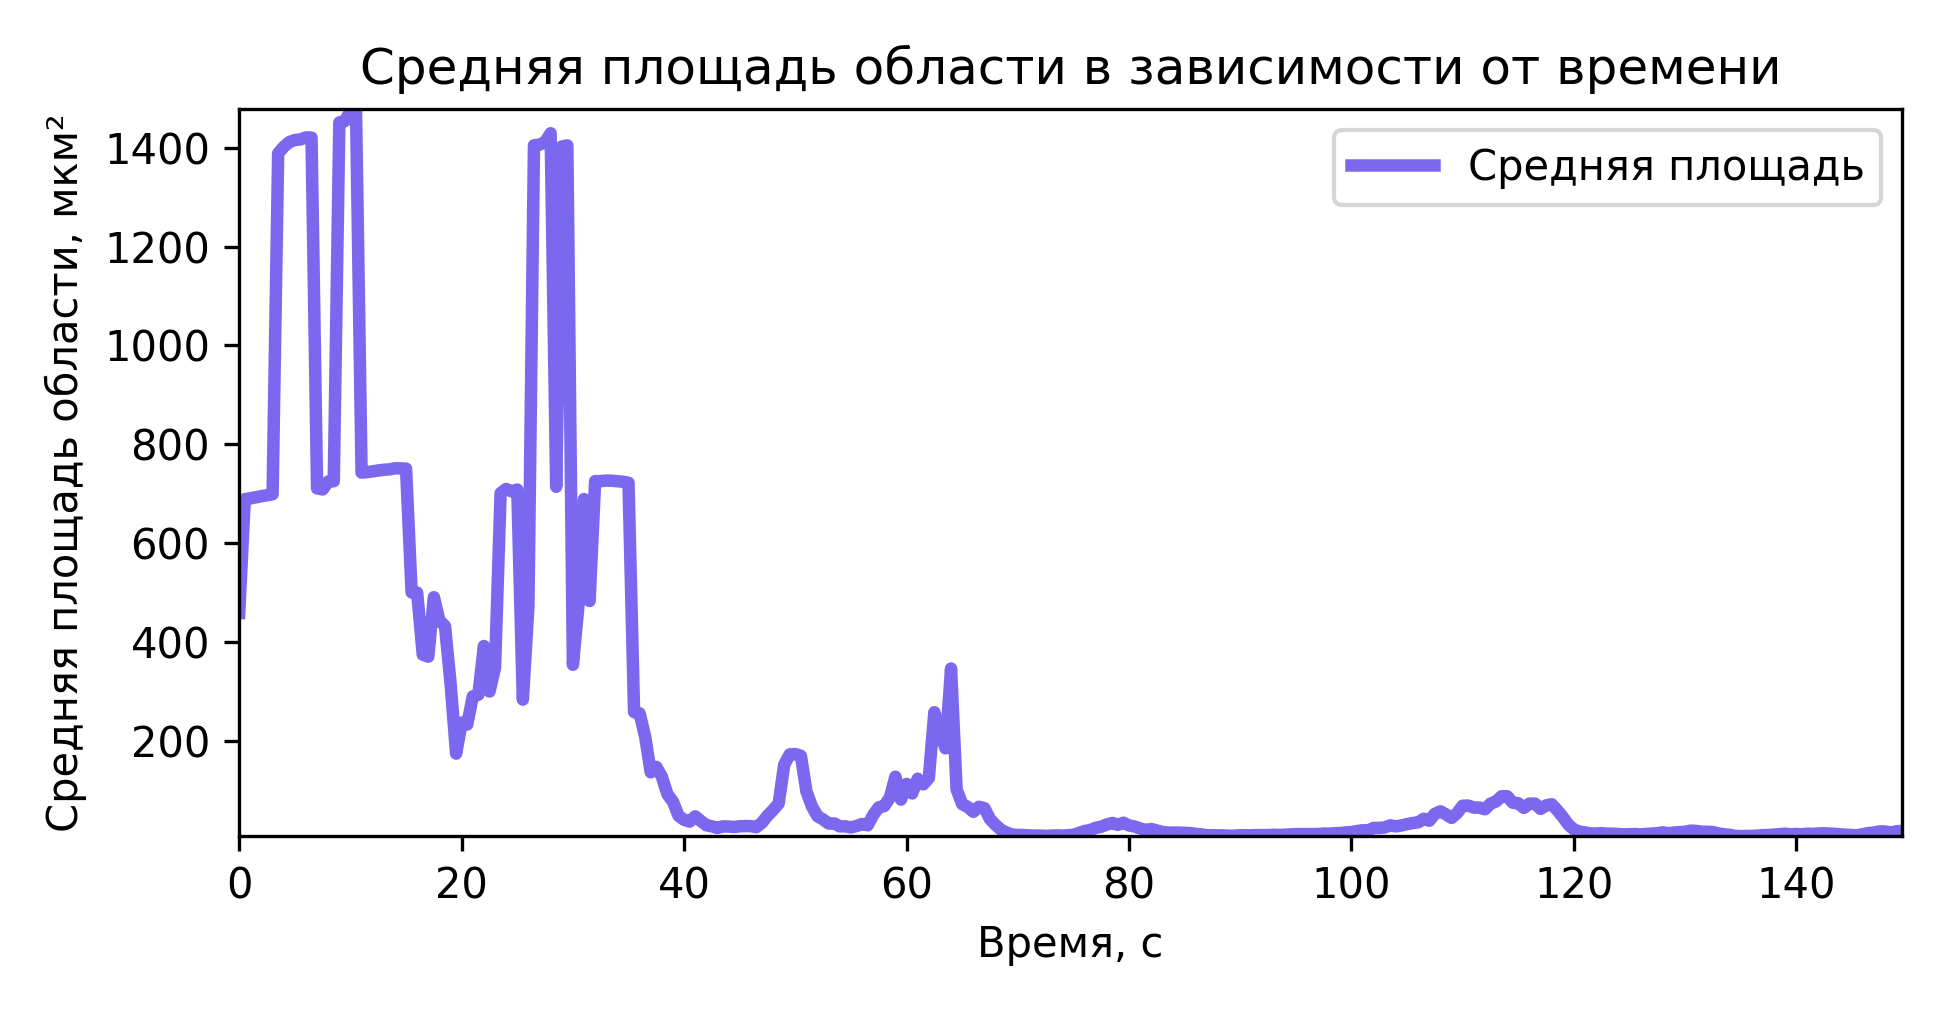 Средняя площадь области в зависимости от времени
Средняя площадь области, мкм²
1400
1200
1000
800
600
400
200
Средняя площадь
0 20 40 60 80 100 120 140
Время, с